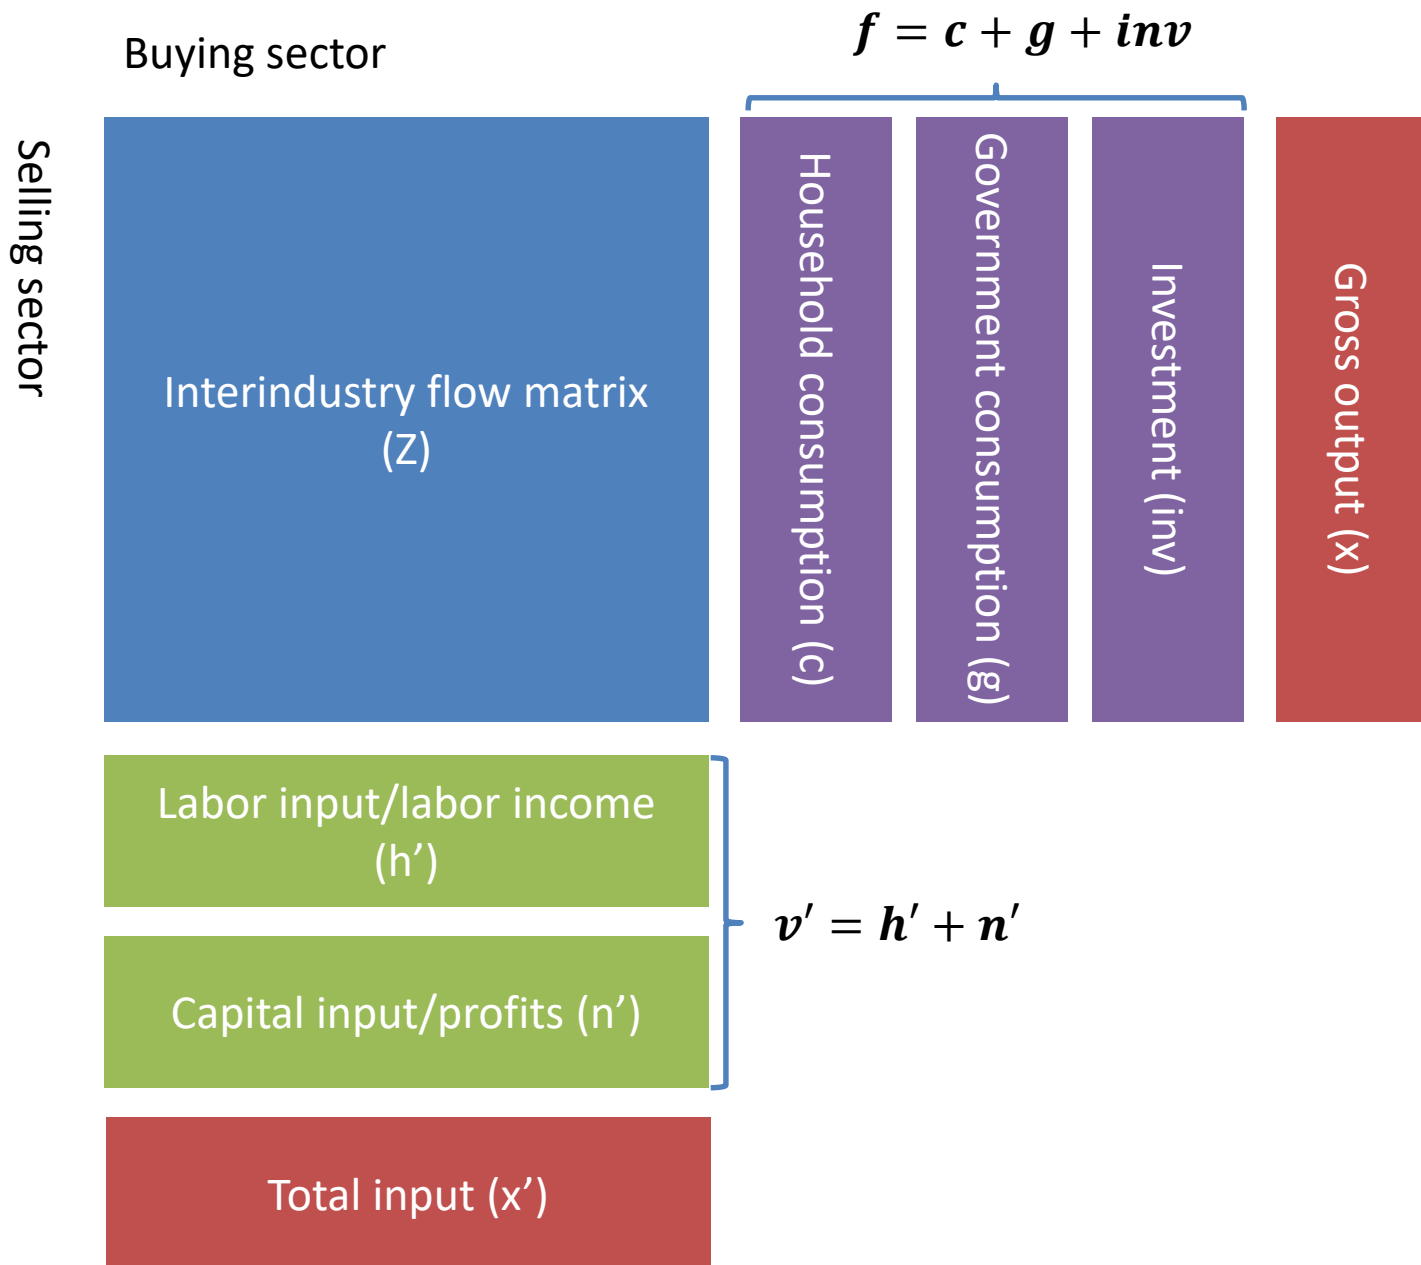 f = c + g + inv
Buying sector
Selling sector
Interindustry flow matrix
(Z)
Household consumption (c)
Government consumption (g)
Investment (inv)
Gross output (x)
Labor input/labor income
(h’)
Capital input/profits (n’)
v′ = h′ + n′
Total input (x’)